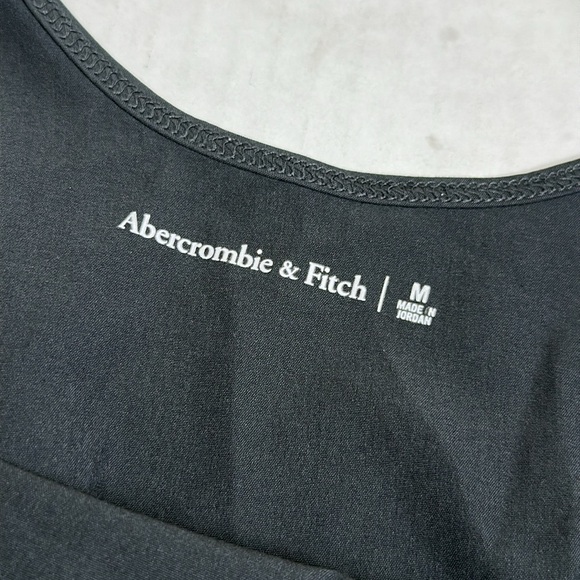 Abercrombie & Fitch | M
MADE IN
JORDAN